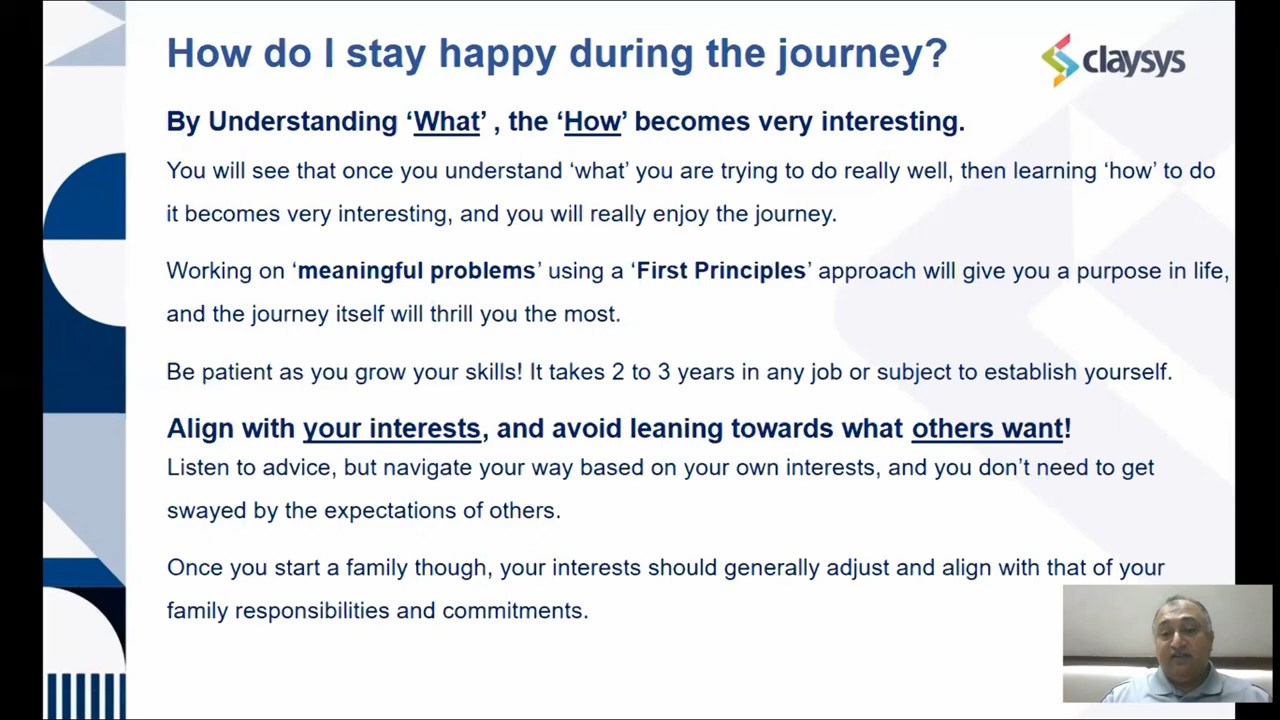 How do I stay happy during the journey?
claysys
By Understanding ‘What’ , the ‘How’ becomes very interesting.
You will see that once you understand ‘what’ you are trying to do really well, then learning ‘how’ to do
it becomes very interesting, and you will really enjoy the journey.
Working on ‘meaningful problems’ using a ‘First Principles’ approach will give you a purpose in life,
and the journey itself will thrill you the most.
Be patient as you grow your skills! It takes 2 to 3 years in any job or subject to establish yourself.
Align with your interests, and avoid leaning towards what others want!
Listen to advice, but navigate your way based on your own interests, and you don’t need to get
swayed by the expectations of others.
Once you start a family though, your interests should generally adjust and align with that of your
family responsibilities and commitments.